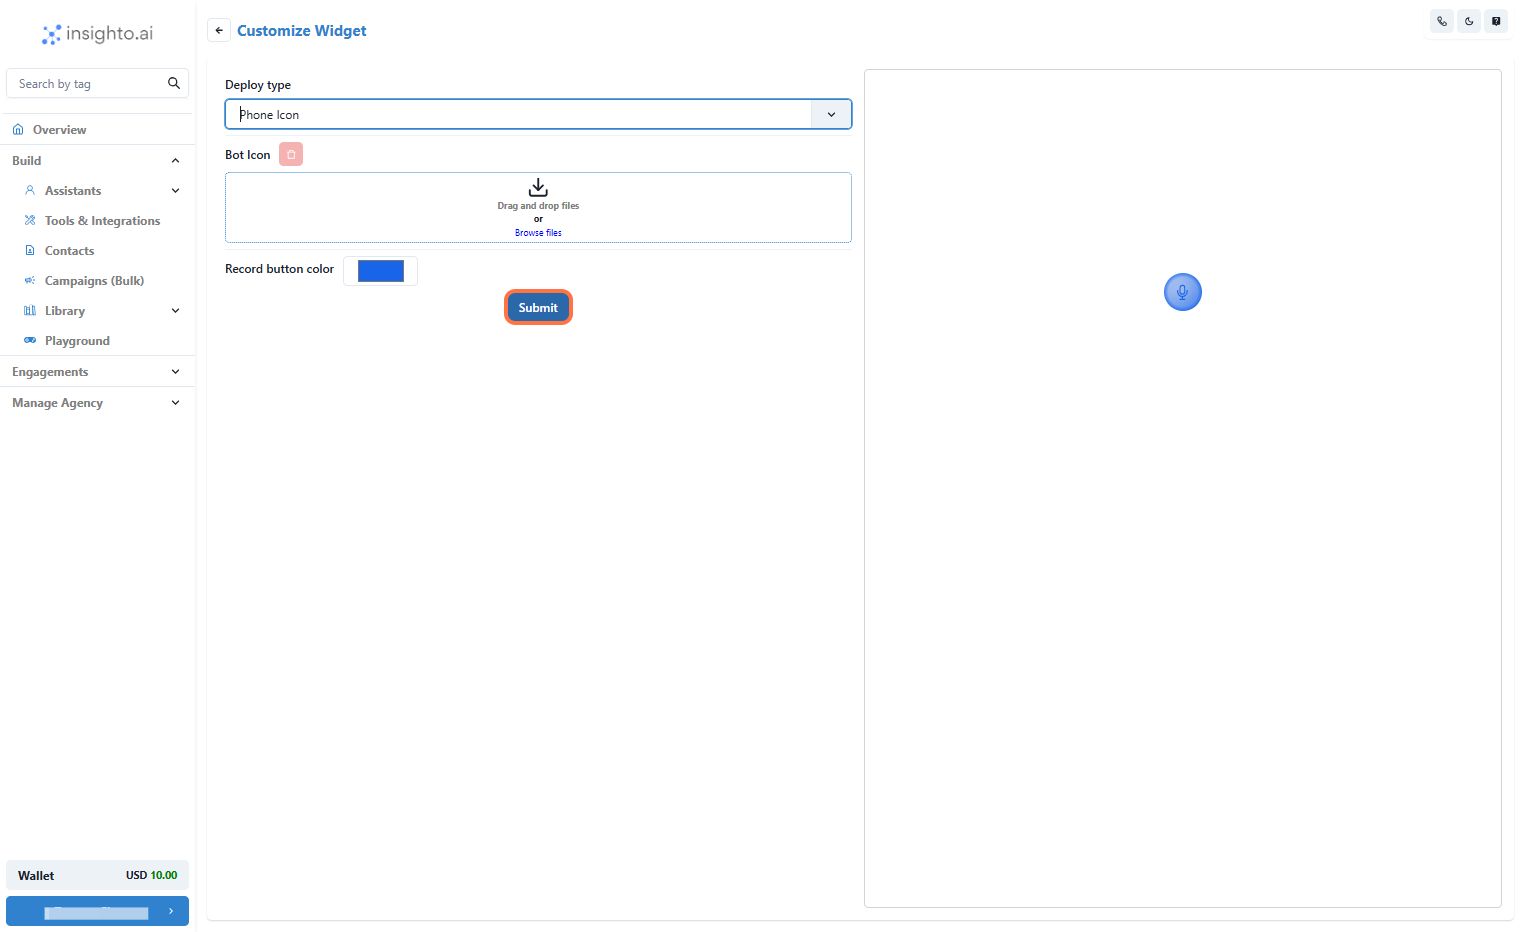 insighto.ai
Customize Widget
Search by tag
Overview
Build
Assistants
Tools & Integrations
Contacts
Campaigns (Bulk)
Library
Playground
Engagements
Manage Agency
Wallet USD 10.00
Deploy type
Phone Icon
Bot Icon
Drag and drop files
or
Browse files
Record button color
Submit